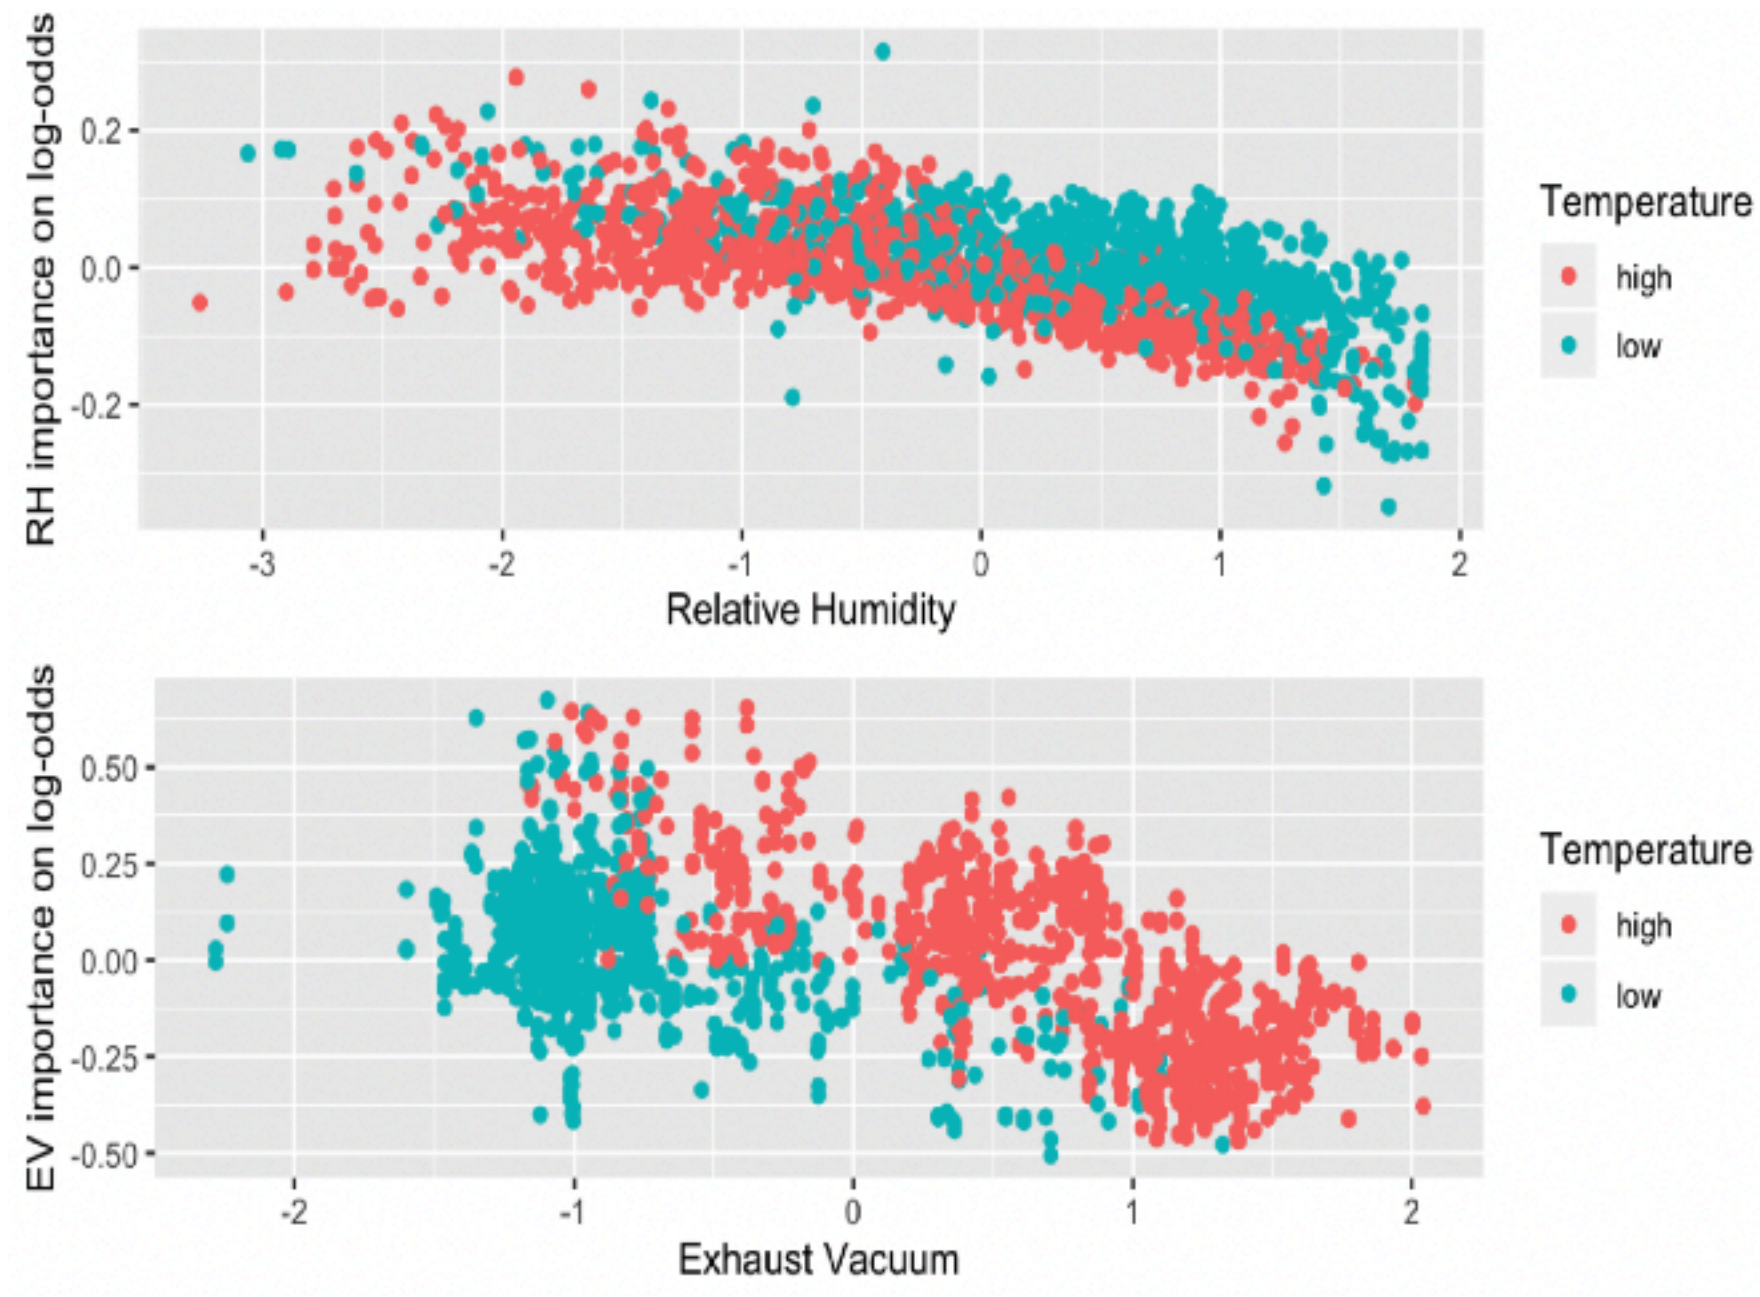 RH importance on log-odds
0.2
0.0
-0.2
-3
-2
-1
0
1
2
Relative Humidity
Temperature
high
low
EV importance on log-odds
0.50
0.25
0.00
-0.25
-0.50
-2
-1
0
1
2
Exhaust Vacuum
Temperature
high
low